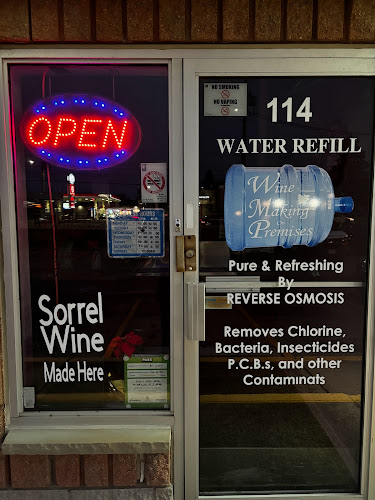 OPEN
Sorrel
Wine
Made Here
NO SMOKING
NO VAPING
114
WATER REFILL
Wine
Making
On
Premises
Pure & Refreshing
By
REVERSE OSMOSIS
Removes Chlorine,
Bacteria, Insecticides
P.C.B.s, and other
Contaminats